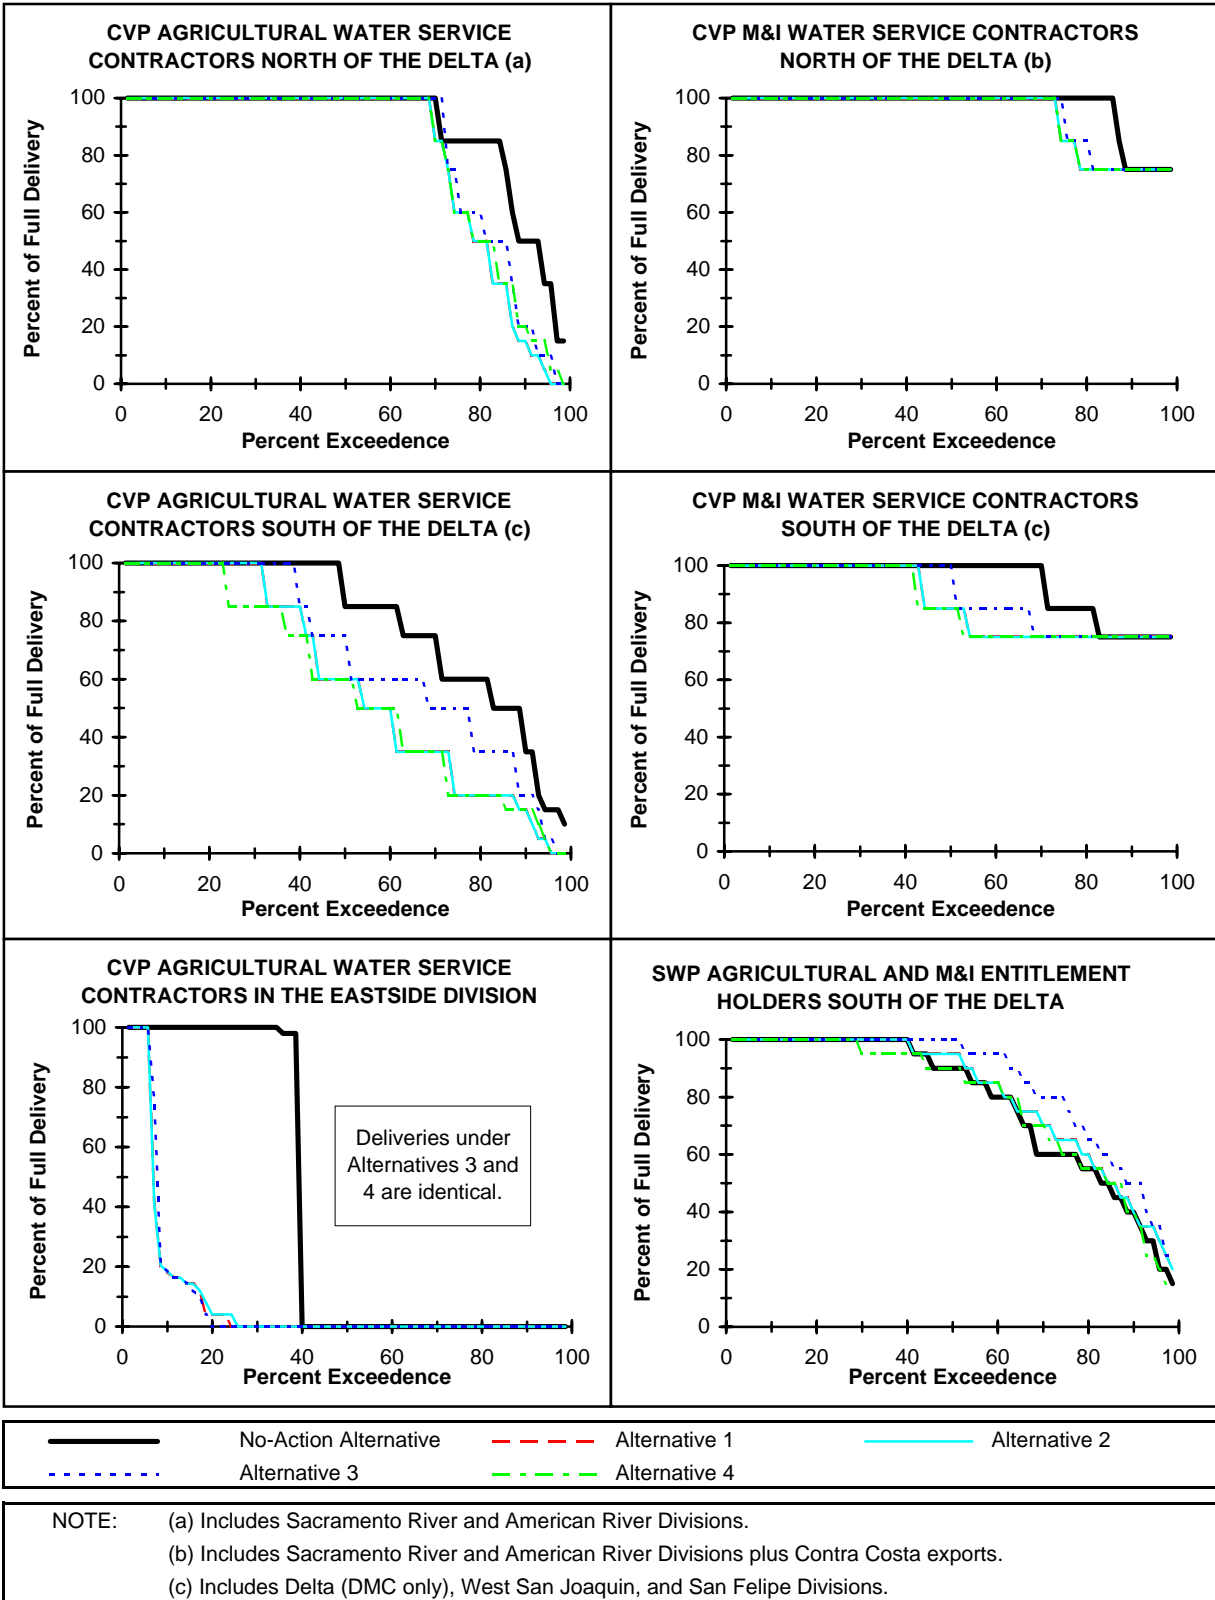 CVP AGRICULTURAL WATER SERVICE
CONTRACTORS NORTH OF THE DELTA (a)
Percent of Full Delivery
100
80
60
40
20
0
0 20 40 60 80 100
Percent Exceedence
CVP M&I WATER SERVICE CONTRACTORS
NORTH OF THE DELTA (b)
Percent of Full Delivery
100
80
60
40
20
0
0 20 40 60 80 100
Percent Exceedence
CVP AGRICULTURAL WATER SERVICE
CONTRACTORS SOUTH OF THE DELTA (c)
Percent of Full Delivery
100
80
60
40
20
0
0 20 40 60 80 100
Percent Exceedence
CVP M&I WATER SERVICE CONTRACTORS
SOUTH OF THE DELTA (c)
Percent of Full Delivery
100
80
60
40
20
0
0 20 40 60 80 100
Percent Exceedence
CVP AGRICULTURAL WATER SERVICE
CONTRACTORS IN THE EASTSIDE DIVISION
Percent of Full Delivery
100
80
60
40
20
0
Deliveries under
Alternatives 3 and
4 are identical.
0 20 40 60 80 100
Percent Exceedence
SWP AGRICULTURAL AND M&I ENTITLEMENT
HOLDERS SOUTH OF THE DELTA
Percent of Full Delivery
100
80
60
40
20
0
0 20 40 60 80 100
Percent Exceedence
No-Action Alternative Alternative 1 Alternative 2
Alternative 3 Alternative 4
NOTE: (a) Includes Sacramento River and American River Divisions.
(b) Includes Sacramento River and American River Divisions plus Contra Costa exports.
(c) Includes Delta (DMC only), West San Joaquin, and San Felipe Divisions.